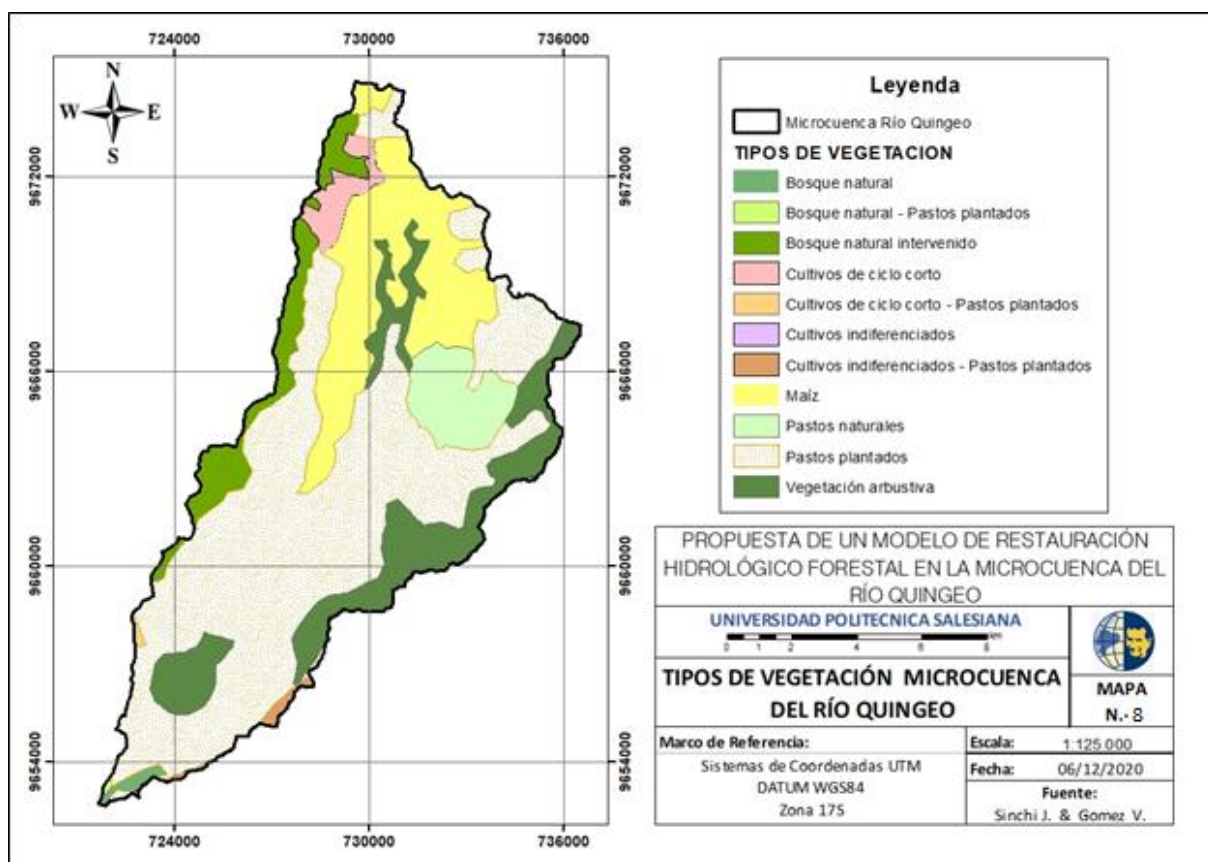 724000 730000 736000
N
W E
S
9672000 9672000
9666000 9666000
9660000 9660000
9654000 9654000
724000 730000 736000
Leyenda
Microcuenca Río Quingeo
TIPOS DE VEGETACION
Bosque natural
Bosque natural - Pastos plantados
Bosque natural intervenido
Cultivos de ciclo corto
Cultivos de ciclo corto - Pastos plantados
Cultivos indiferenciados
Cultivos indiferenciados - Pastos plantados
Maíz
Pastos naturales
Pastos plantados
Vegetación arbustiva
PROPUESTA DE UN MODELO DE RESTAURACIÓN
HIDROLÓGICO FORESTAL EN LA MICROCUENCA DEL
RÍO QUINGEO
UNIVERSIDAD POLITECNICA SALESIANA
km
0 1 2 4 6 8
TIPOS DE VEGETACIÓN MICROCUENCA
DEL RÍO QUINGEO
MAPA
N.- 8
Marco de Referencia:
Sistemas de Coordenadas UTM
DATUM WGS84
Zona 17S
Escala: 1:125 000
Fecha: 06/12/2020
Fuente:
Sinchi J. & Gomez V.